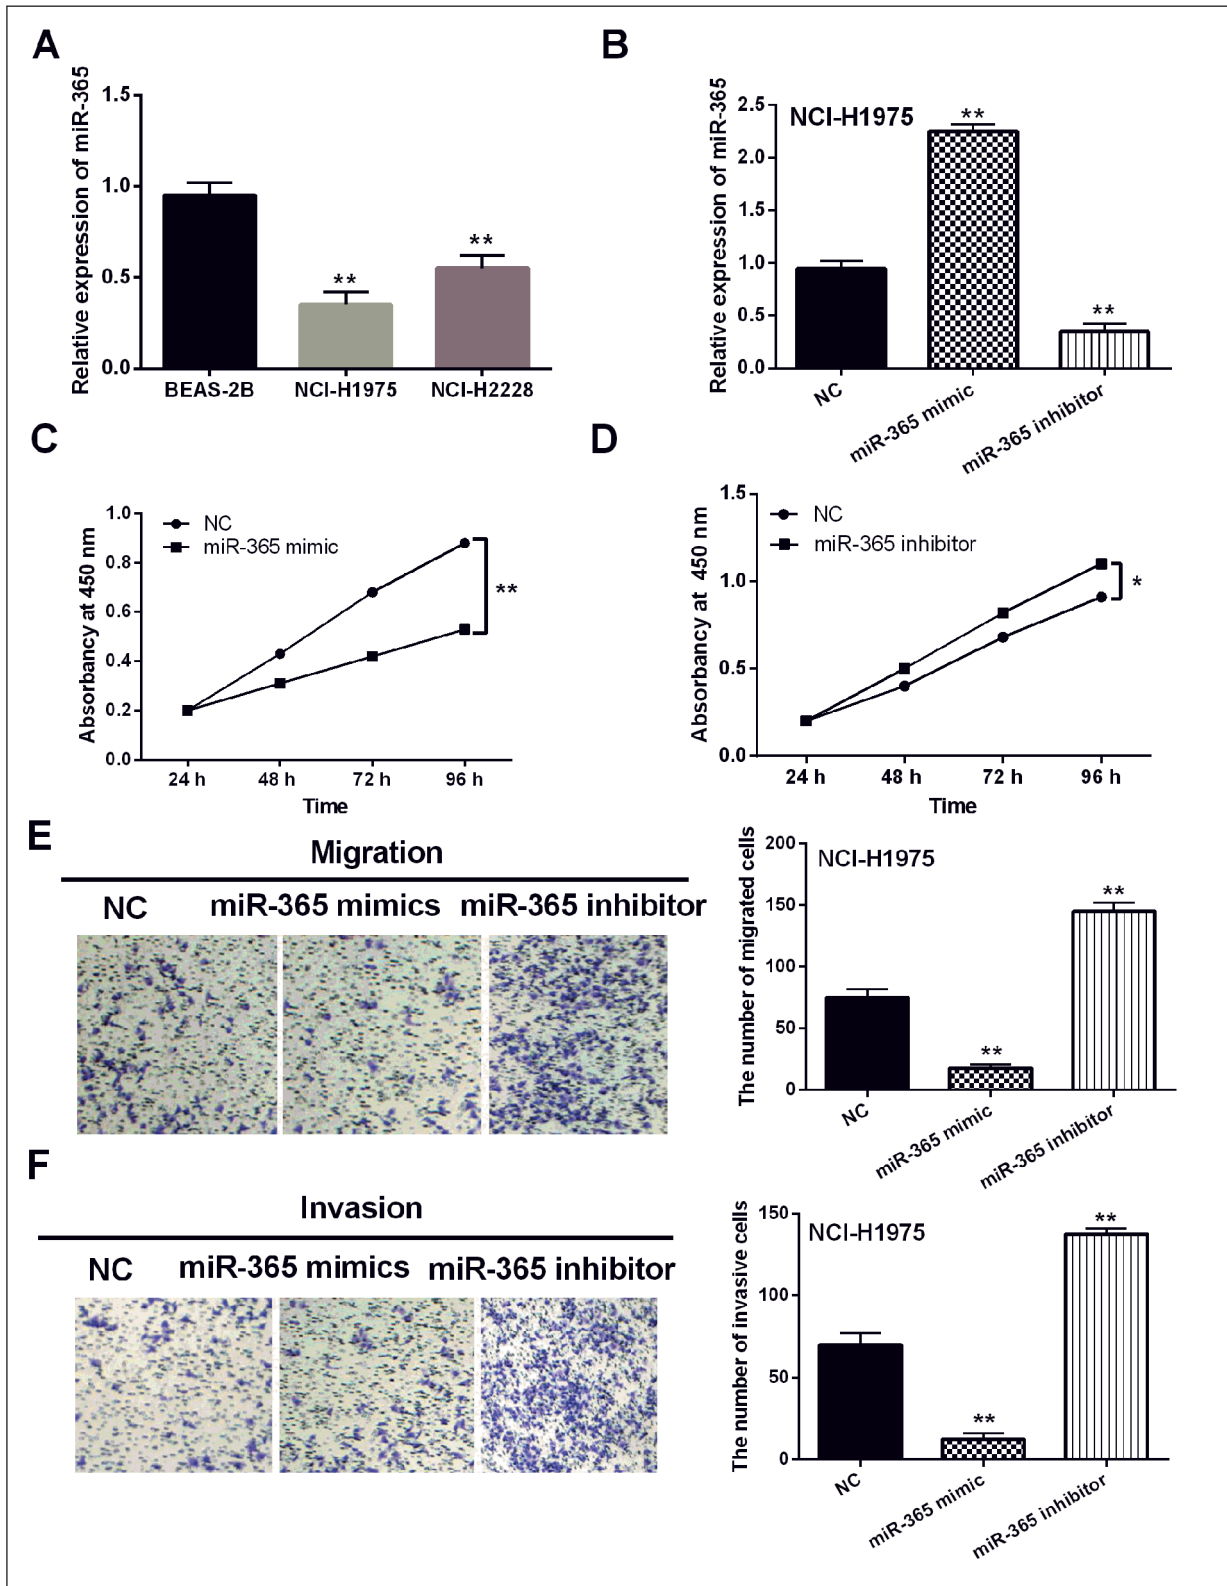 A
Relative expression of miR-365
1.5
1.0
0.5
0.0
**
**
BEAS-2B
NCI-H1975
NCI-H2228
B
Relative expression of miR-365
2.5
2.0
1.5
1.0
0.5
0.0
NCI-H1975
**
**
NC
miR-365 mimic
miR-365 inhibitor
C
Absorbancy at 450 nm
1.0
0.8
0.6
0.4
0.2
0.0
NC
miR-365 mimic
**
24 h
48 h
72 h
96 h
Time
D
Absorbancy at 450 nm
1.5
1.0
0.5
0.0
NC
miR-365 inhibitor
*
24 h
48 h
72 h
96 h
Time
E
Migration
NC
miR-365 mimics
miR-365 inhibitor
The number of migrated cells
200
150
100
50
0
NCI-H1975
**
**
NC
miR-365 mimic
miR-365 inhibitor
F
Invasion
NC
miR-365 mimics
miR-365 inhibitor
The number of invasive cells
150
100
50
0
NCI-H1975
**
**
NC
miR-365 mimic
miR-365 inhibitor